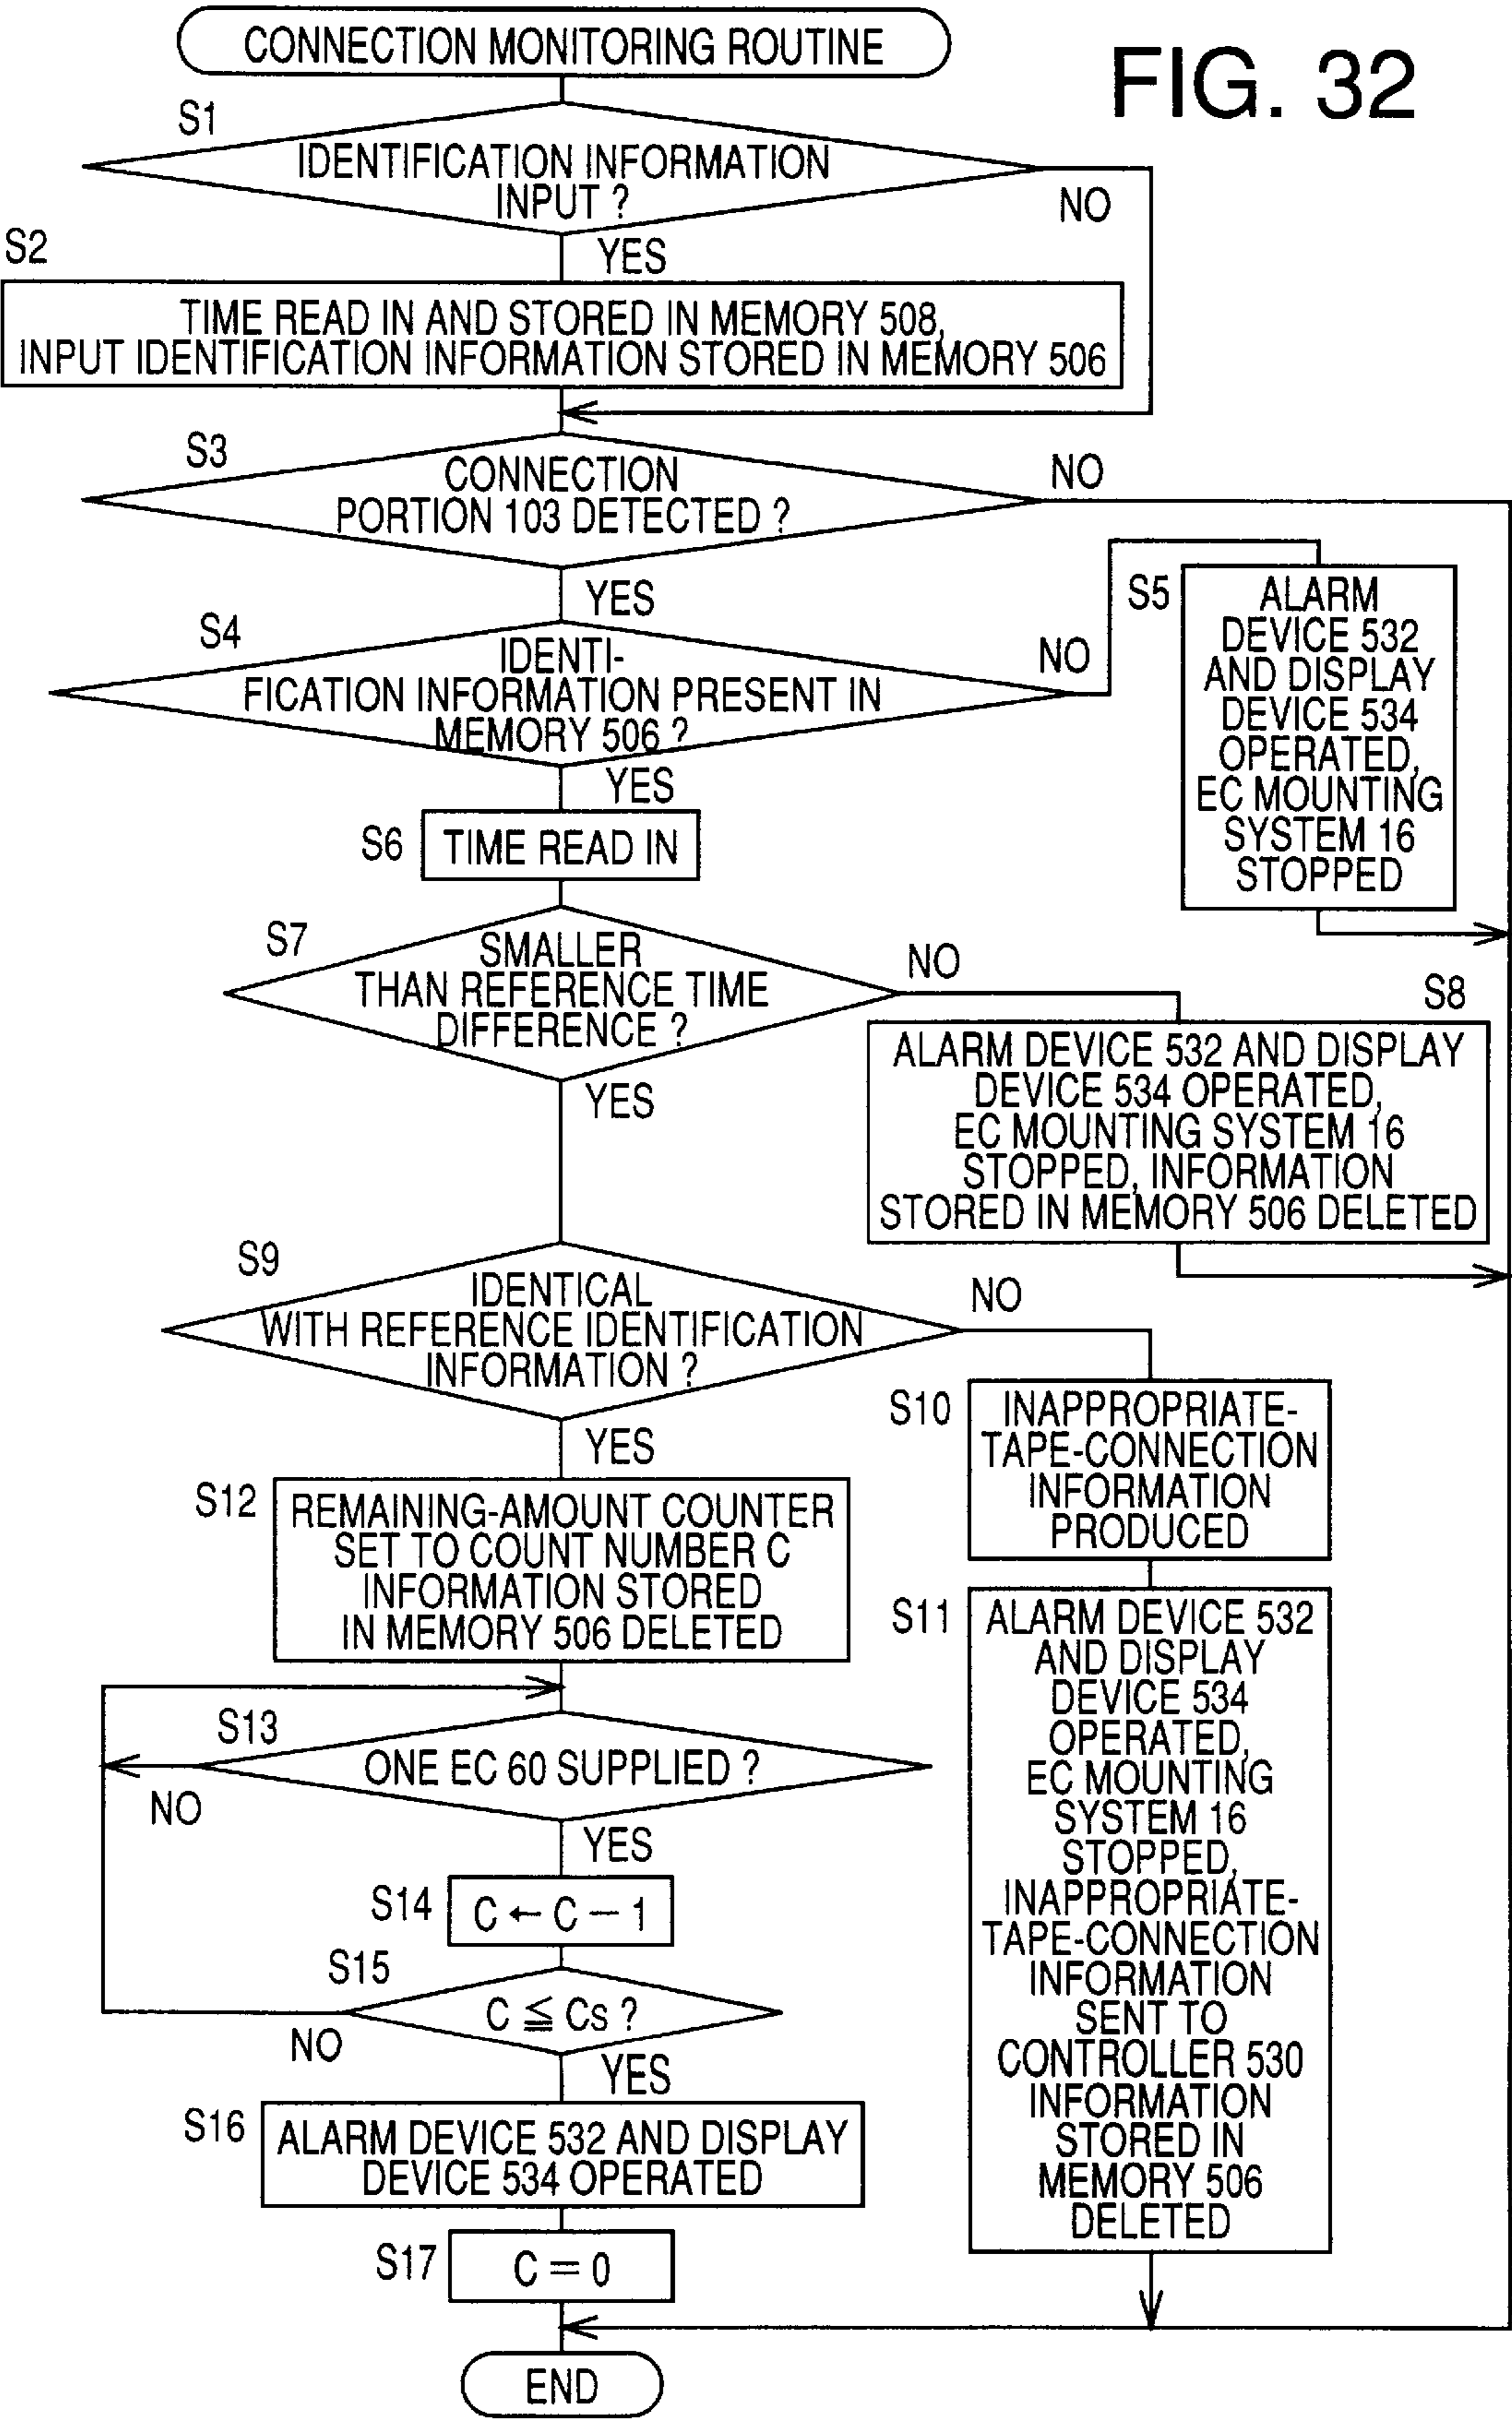 CONNECTION MONITORING ROUTINE
FIG. 32
S1
IDENTIFICATION INFORMATION
INPUT ?
NO
YES
S2
TIME READ IN AND STORED IN MEMORY 508,
INPUT IDENTIFICATION INFORMATION STORED IN MEMORY 506
S3
CONNECTION
PORTION 103 DETECTED ?
NO
YES
S4
IDENTI-
FICATION INFORMATION PRESENT IN
MEMORY 506 ?
NO
YES
S5
ALARM
DEVICE 532
AND DISPLAY
DEVICE 534
OPERATED,
EC MOUNTING
SYSTEM 16
STOPPED
S6
TIME READ IN
S7
SMALLER
THAN REFERENCE TIME
DIFFERENCE ?
NO
YES
S8
ALARM DEVICE 532 AND DISPLAY
DEVICE 534 OPERATED,
EC MOUNTING SYSTEM 16
STOPPED, INFORMATION
STORED IN MEMORY 506 DELETED
S9
IDENTICAL
WITH REFERENCE IDENTIFICATION
INFORMATION ?
NO
YES
S10
INAPPROPRIATE-
TAPE-CONNECTION
INFORMATION
PRODUCED
S11
ALARM DEVICE 532
AND DISPLAY
DEVICE 534
OPERATED,
EC MOUNTING
SYSTEM 16
STOPPED,
INAPPROPRIATE-
TAPE-CONNECTION
INFORMATION
SENT TO
CONTROLLER 530
INFORMATION
STORED IN
MEMORY 506
DELETED
S12
REMAINING-AMOUNT COUNTER
SET TO COUNT NUMBER C
INFORMATION STORED
IN MEMORY 506 DELETED
S13
ONE EC 60 SUPPLIED ?
NO
YES
S14
C ← C − 1
S15
C ≦ Cs ?
NO
YES
S16
ALARM DEVICE 532 AND DISPLAY
DEVICE 534 OPERATED
S17
C = 0
END